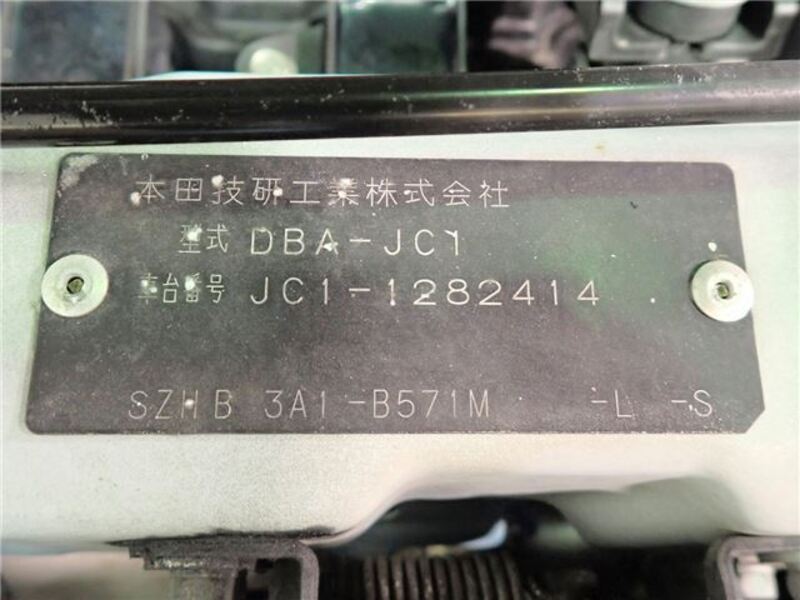 本田技研工業株式会社
型式 DBA-JC1
車台番号 JC1-1282414
SZHB 3A1-B571M -L -S